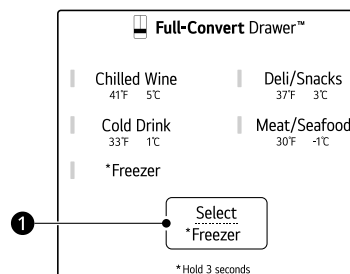 Full-Convert Drawer™
Chilled Wine
41°F 5°C
Deli/Snacks
37°F 3°C
Cold Drink
33°F 1°C
Meat/Seafood
30°F -1°C
*Freezer
1
Select
*Freezer
*Hold 3 seconds